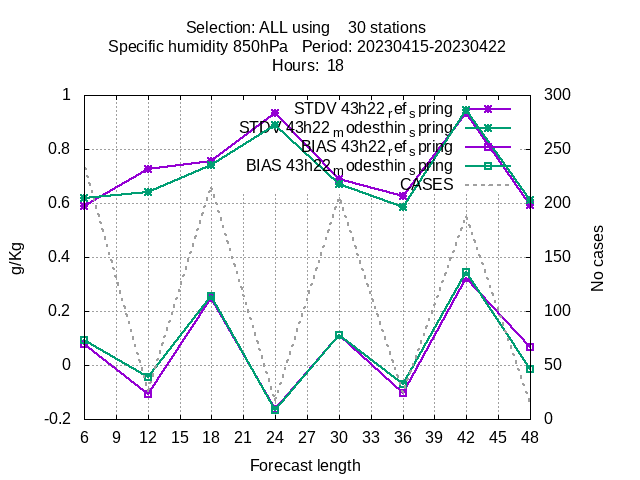 Selection: ALL using    30 stations
Specific humidity 850hPa   Period: 20230415-20230422
Hours: 18
STDV 43h22_ref_spring
STDV 43h22_modesthin_spring
BIAS 43h22_ref_spring
BIAS 43h22_modesthin_spring
CASES
1
0.8
0.6
0.4
0.2
0
-0.2
g/Kg
300
250
200
150
100
50
0
No cases
6 9 12 15 18 21 24 27 30 33 36 39 42 45 48
Forecast length